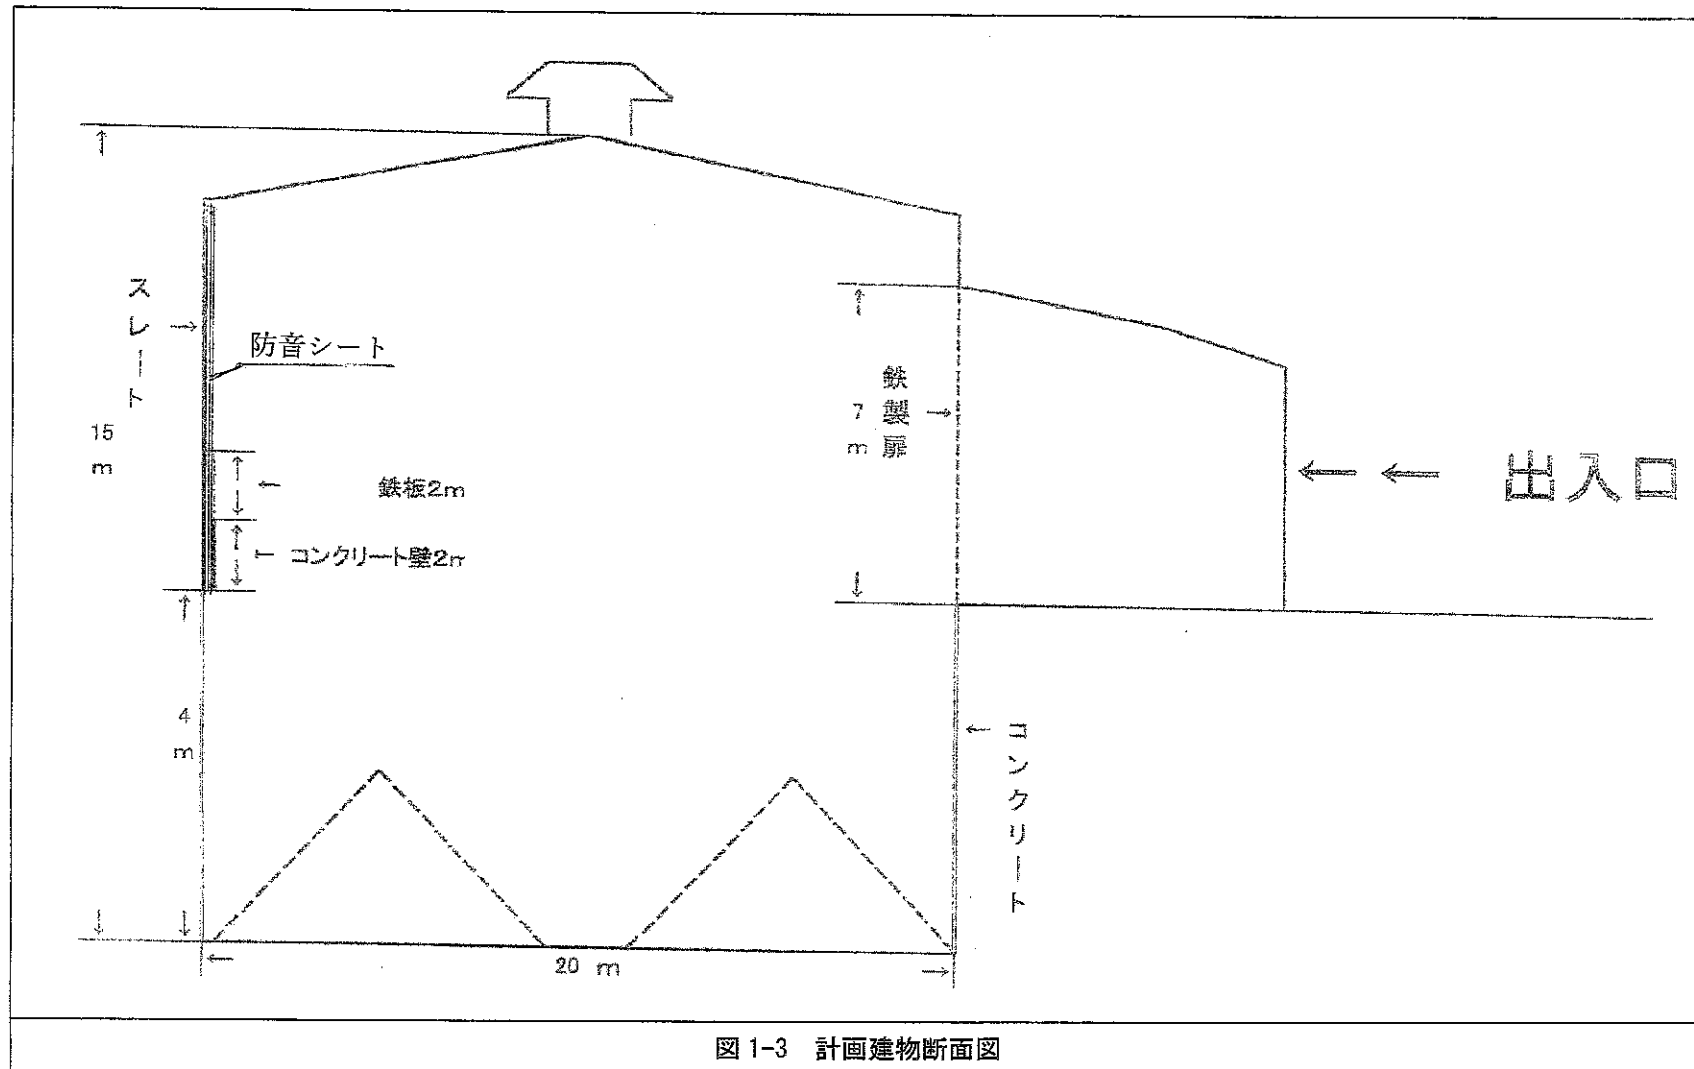 スレート
防音シート
15
m
鉄製扉
7
m
出入口
鉄板2m
コンクリート壁2m
4
m
コンクリート
20 m
図1-3 計画建物断面図